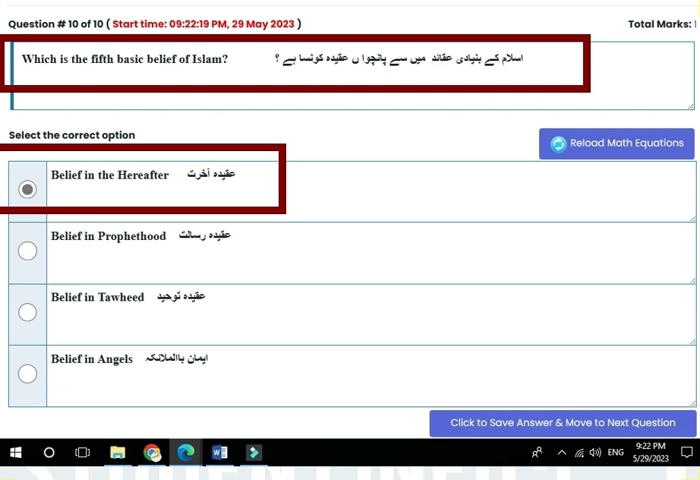 Question # 10 of 10 ( Start time: 09:22:19 PM, 29 May 2023 ) Total Marks: 1
Which is the fifth basic belief of Islam? اسلام کے بنیادی عقائد میں سے پانچوا ں عقیدہ کونسا ہے ؟
Select the correct option
Reload Math Equations
Belief in the Hereafter عقیدہ آخرت
Belief in Prophethood عقیدہ رسالت
Belief in Tawheed عقیدہ توحید
Belief in Angels ایمان باالملائکہ
Click to Save Answer & Move to Next Question
ENG 9:22 PM
5/29/2023